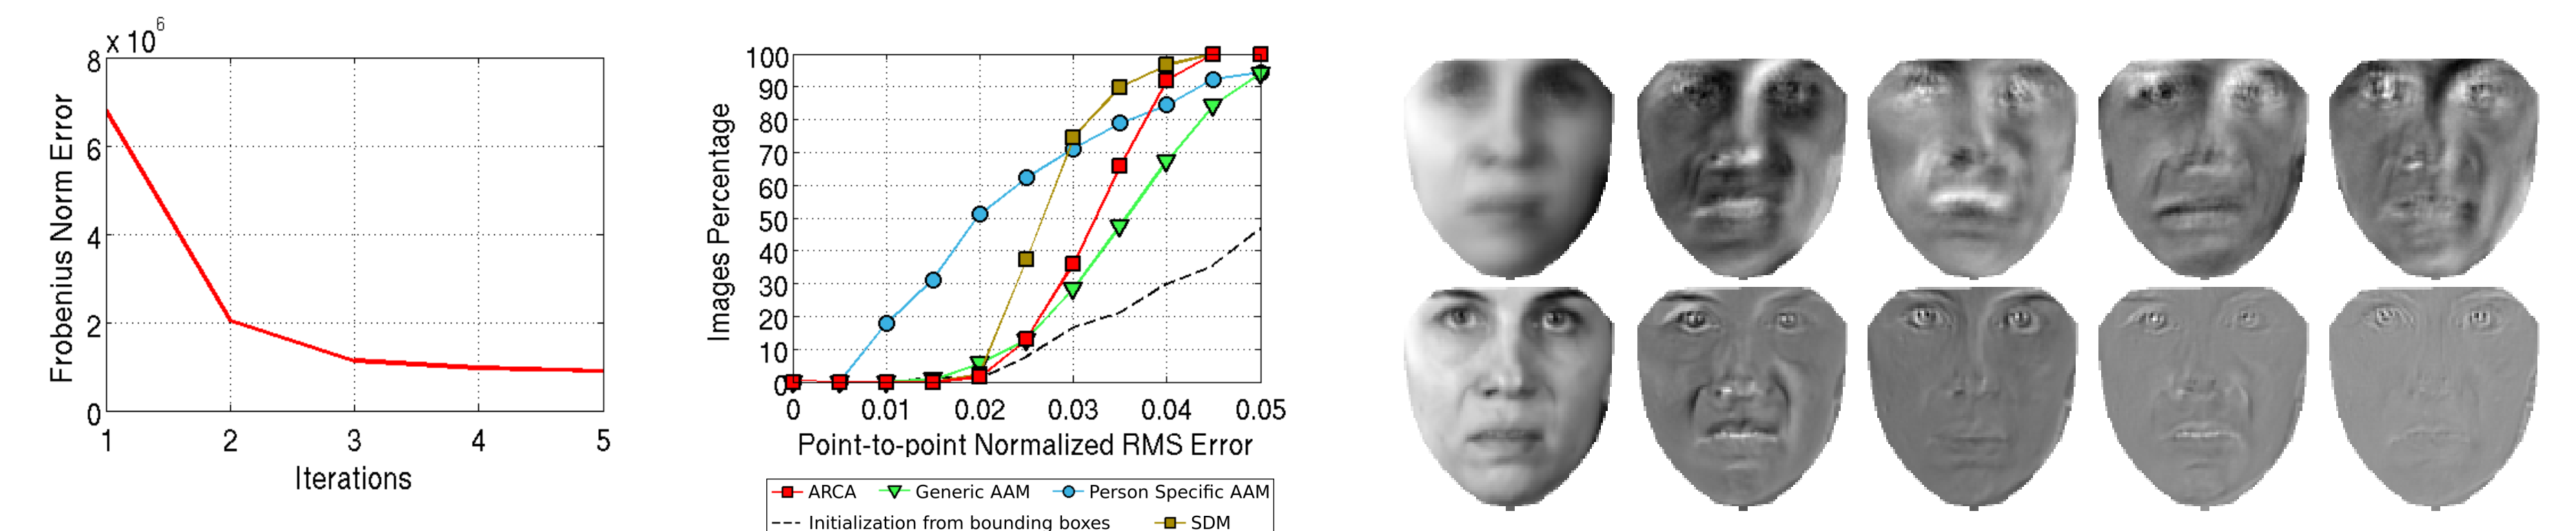 x 10^6
8
6
4
2
0
Frobenius Norm Error
1 2 3 4 5
Iterations
100
90
80
70
60
50
40
30
20
10
0
Images Percentage
0 0.01 0.02 0.03 0.04 0.05
Point-to-point Normalized RMS Error
ARCA Generic AAM Person Specific AAM
Initialization from bounding boxes SDM